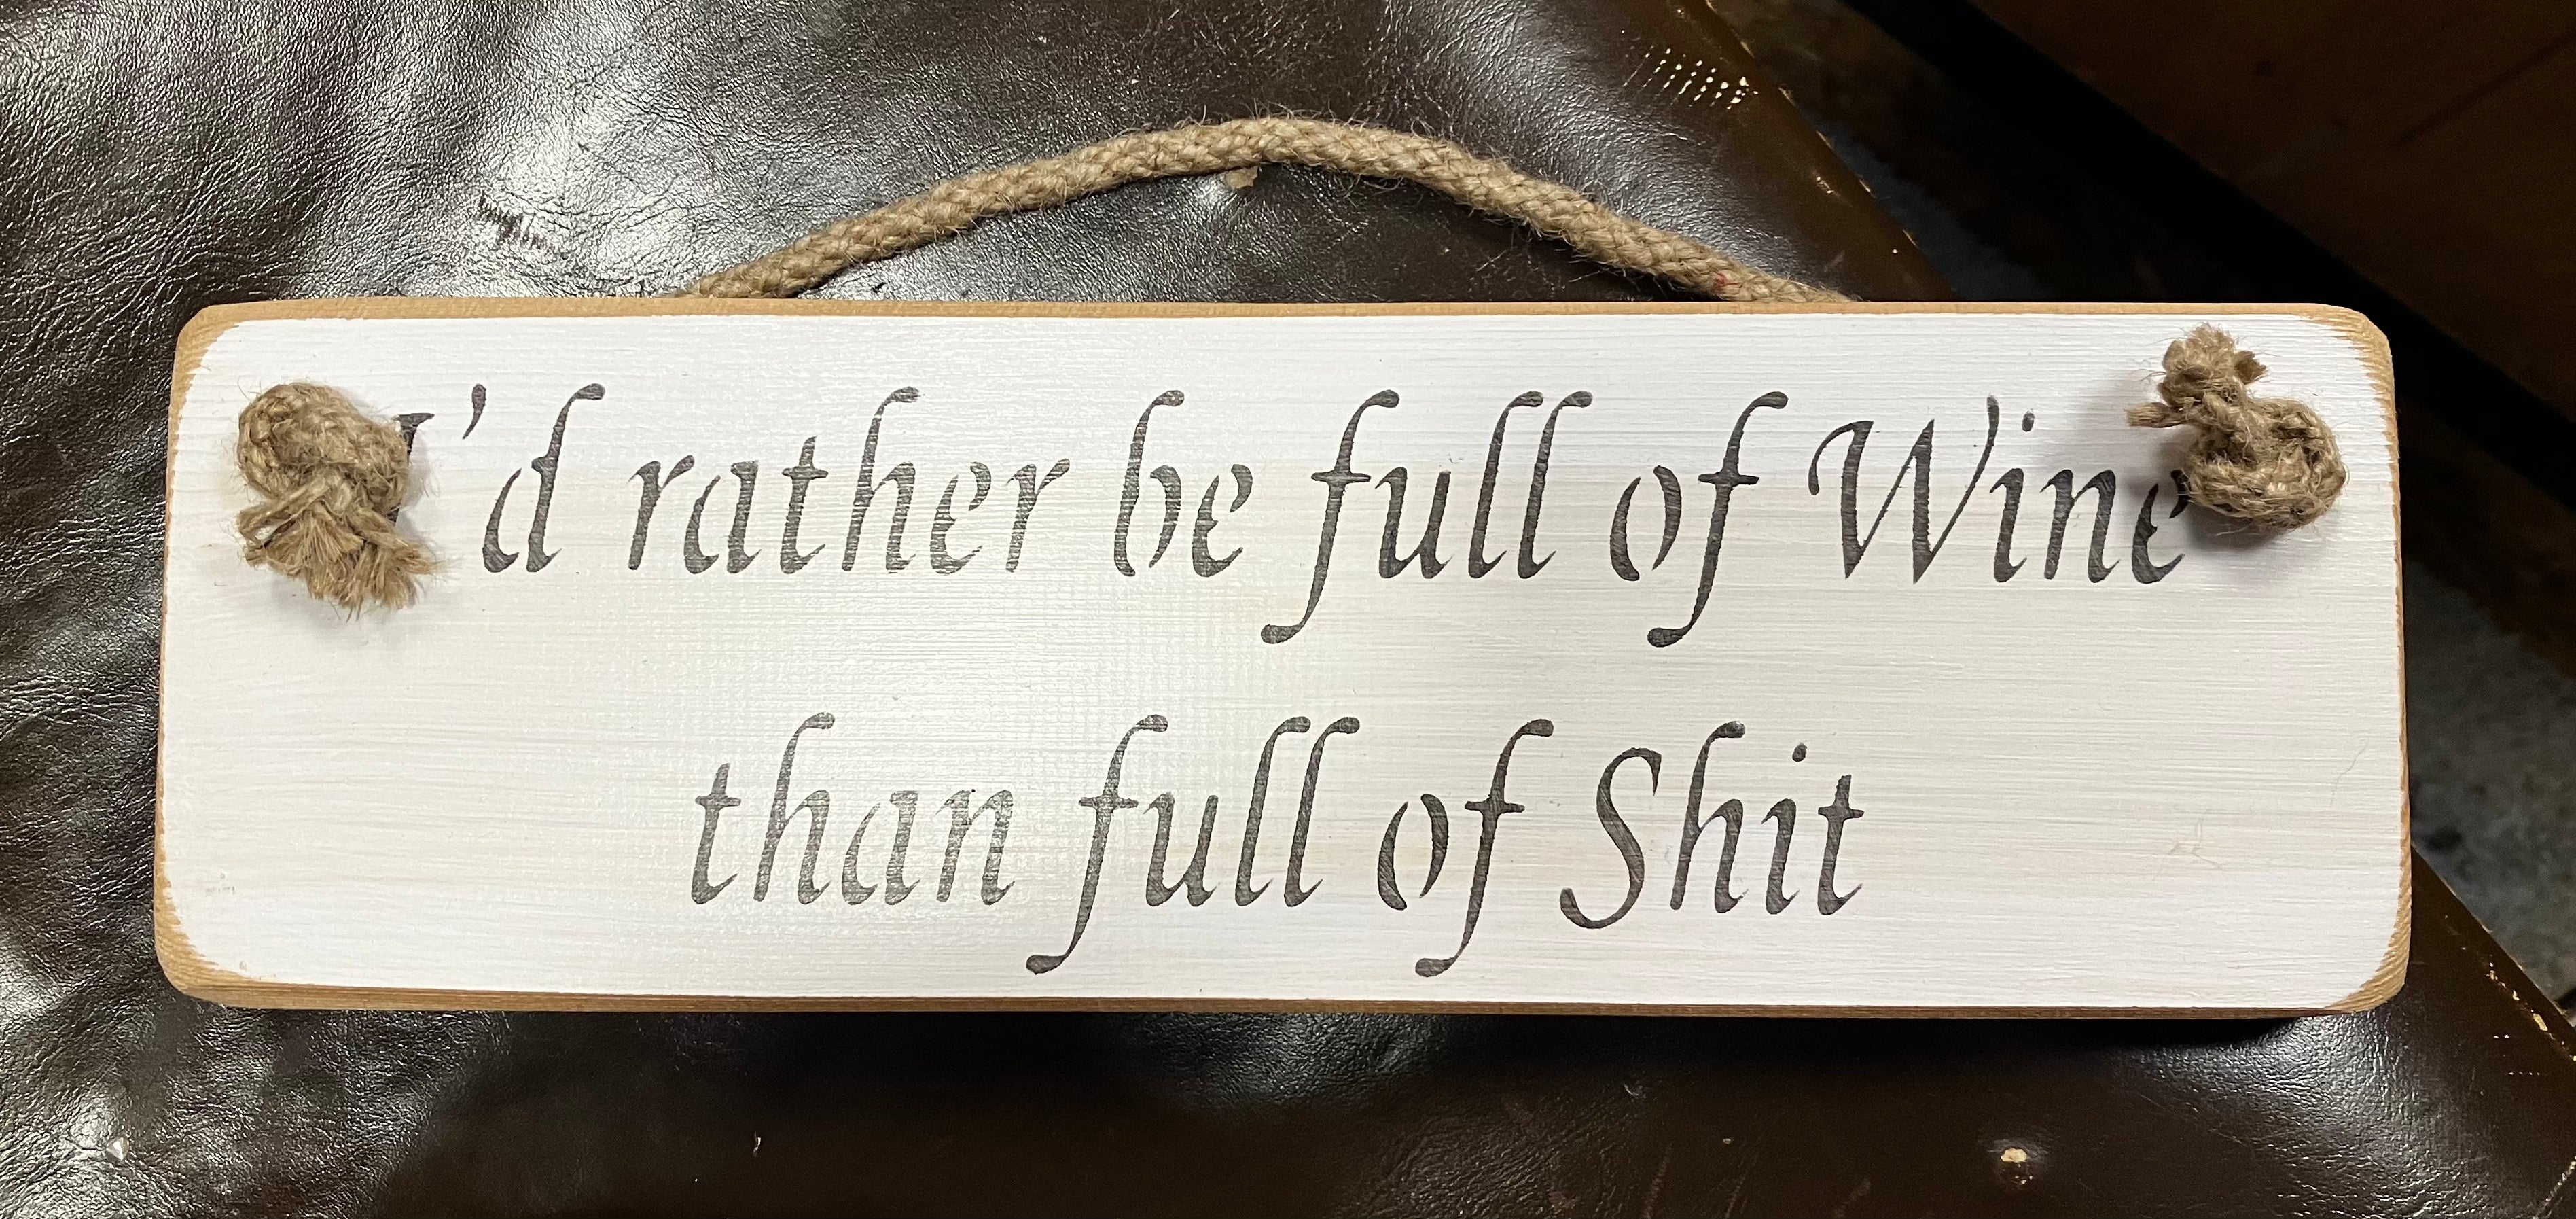 I'd rather be full of Wine
than full of Shit